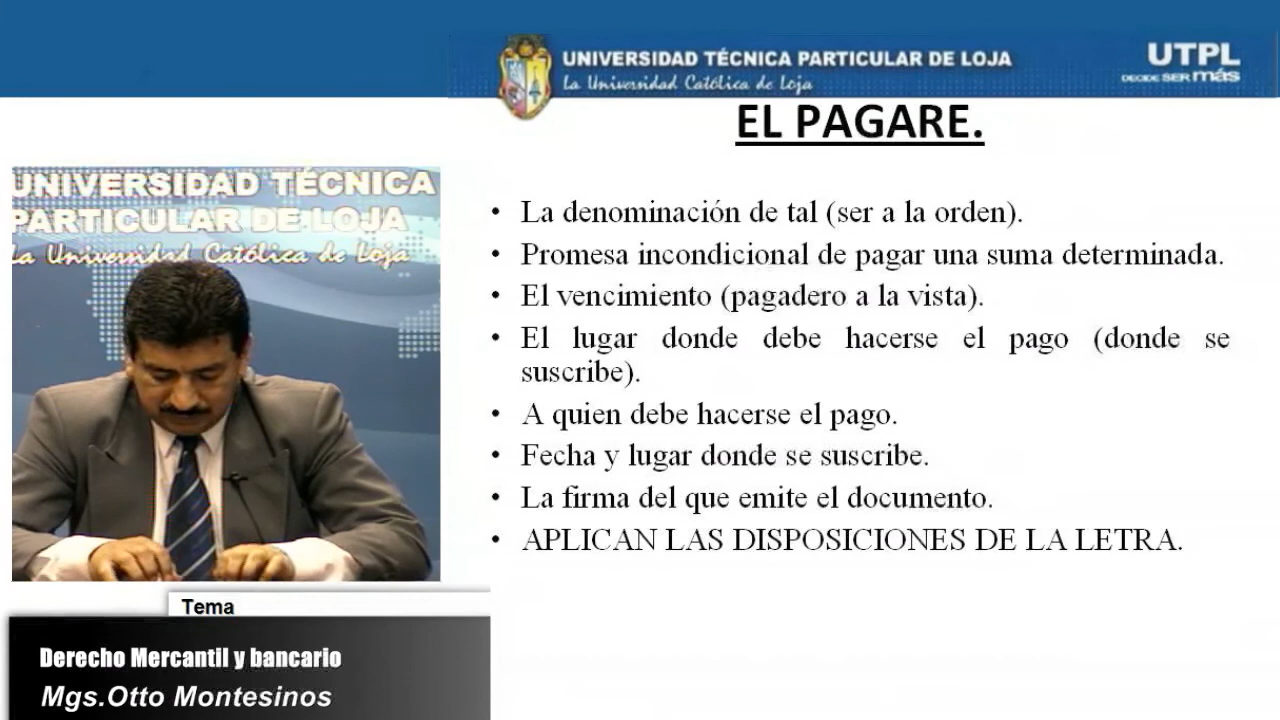 UNIVERSIDAD TÉCNICA PARTICULAR DE LOJA
La Universidad Católica de Loja
UTPL
DECIDE SER más
EL PAGARE.
UNIVERSIDAD TÉCNICA
PARTICULAR DE LOJA
La Universidad Católica de Loja
• La denominación de tal (ser a la orden).
• Promesa incondicional de pagar una suma determinada.
• El vencimiento (pagadero a la vista).
• El lugar donde debe hacerse el pago (donde se
suscribe).
• A quien debe hacerse el pago.
• Fecha y lugar donde se suscribe.
• La firma del que emite el documento.
• APLICAN LAS DISPOSICIONES DE LA LETRA.
Tema
Derecho Mercantil y bancario
Mgs.Otto Montesinos